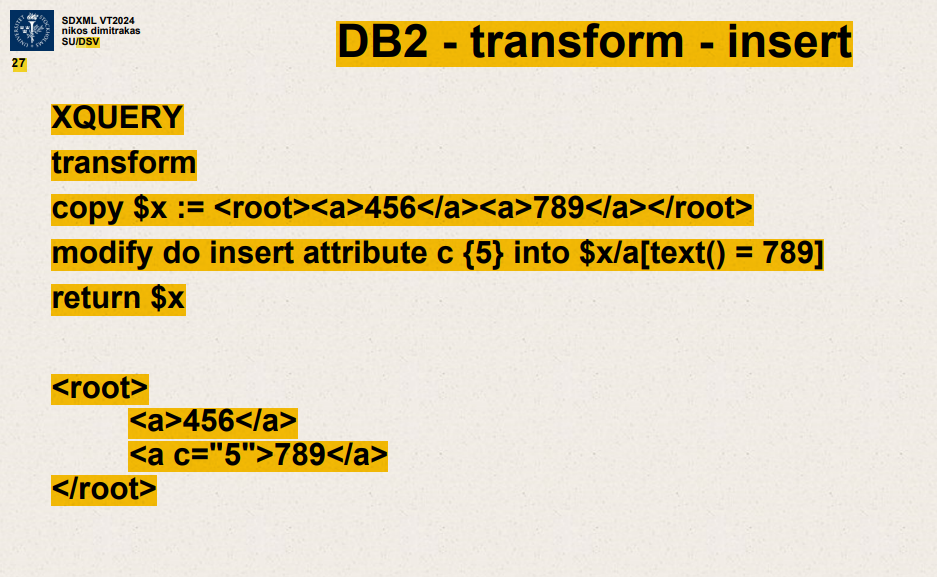 SDXML VT2024
nikos dimitrakas
SU/DSV
27
DB2 - transform - insert
XQUERY
transform
copy $x := <root><a>456</a><a>789</a></root>
modify do insert attribute c {5} into $x/a[text() = 789]
return $x
<root>
<a>456</a>
<a c="5">789</a>
</root>